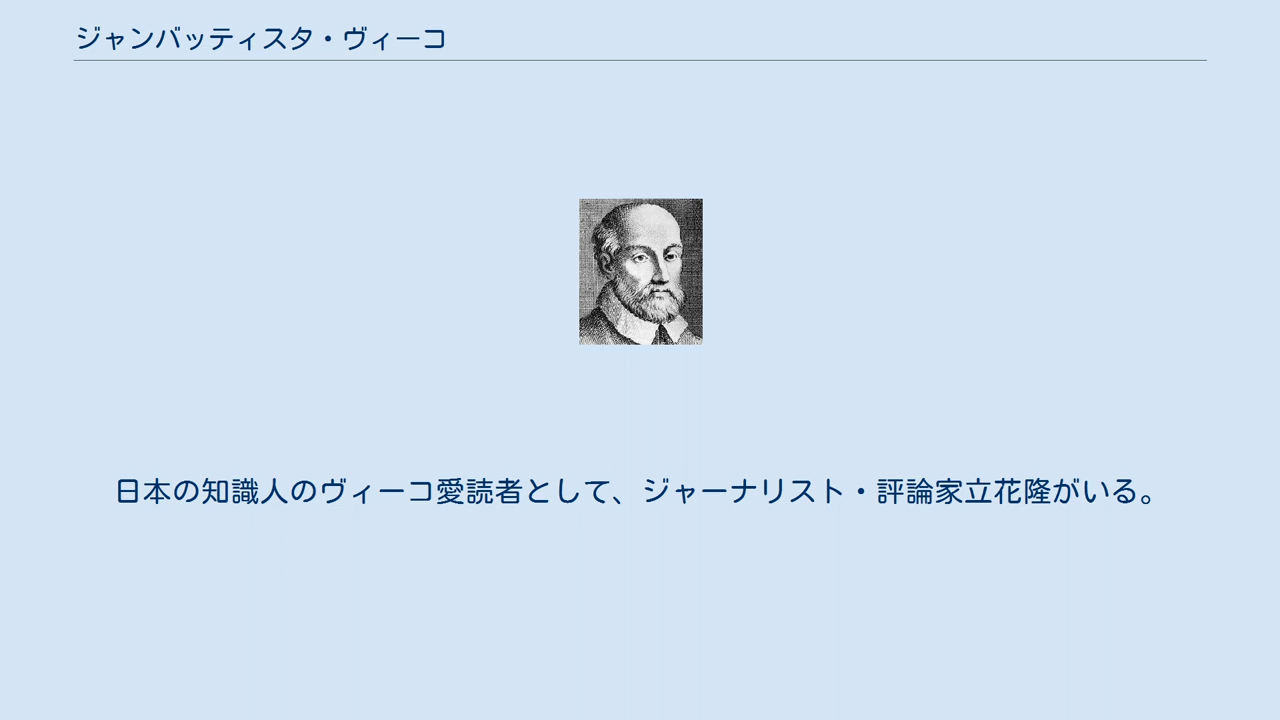 ジャンバッティスタ・ヴィーコ
日本の知識人のヴィーコ愛読者として、ジャーナリスト・評論家立花隆がいる。